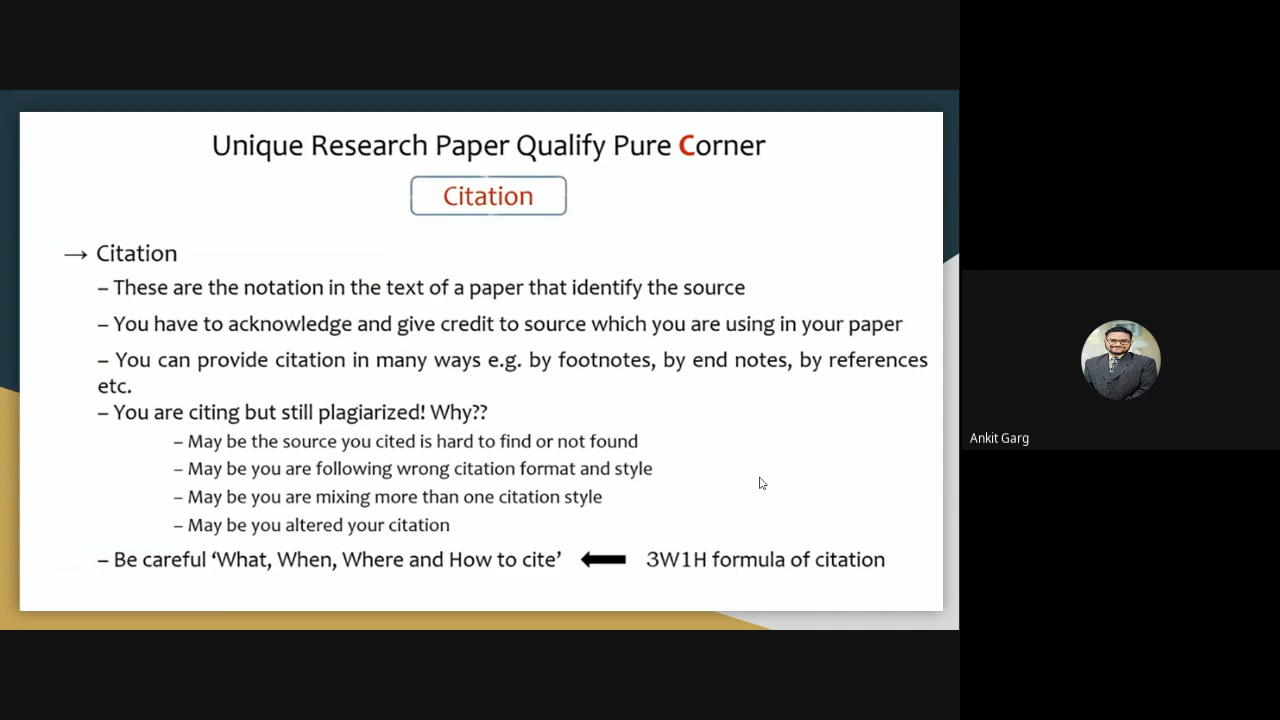 Unique Research Paper Qualify Pure Corner
Citation
→ Citation
– These are the notation in the text of a paper that identify the source
– You have to acknowledge and give credit to source which you are using in your paper
– You can provide citation in many ways e.g. by footnotes, by end notes, by references
etc.
– You are citing but still plagiarized! Why??
– May be the source you cited is hard to find or not found
– May be you are following wrong citation format and style
– May be you are mixing more than one citation style
– May be you altered your citation
– Be careful ‘What, When, Where and How to cite’ 3W1H formula of citation
Ankit Garg